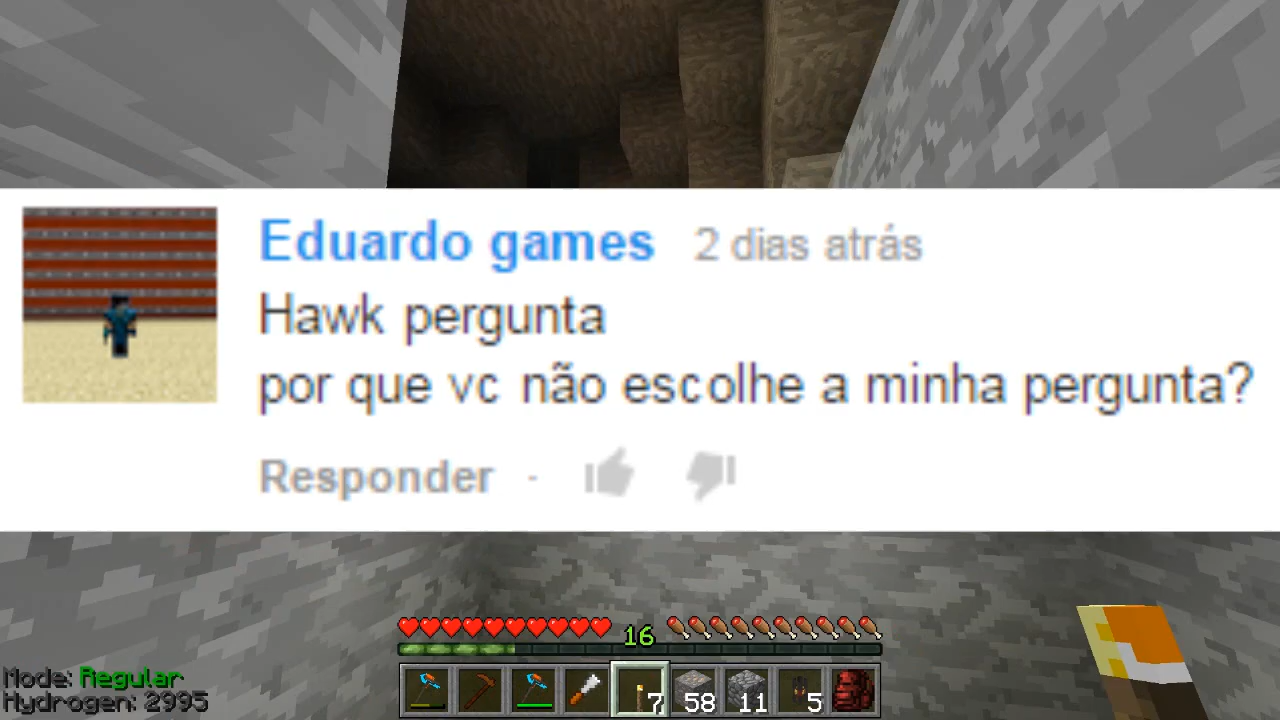 Eduardo games 2 dias atrás
Hawk pergunta
por que vc não escolhe a minha pergunta?
Responder ·
16
Mode: Regular
Hydrogen: 2995
7 58 11 5